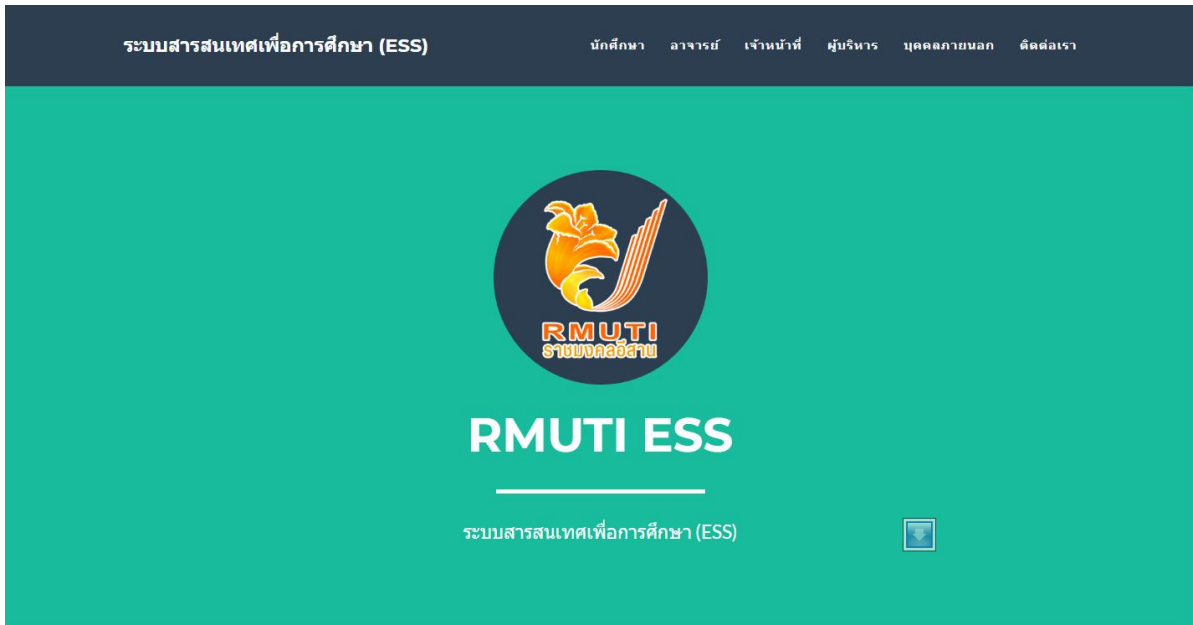 ระบบสารสนเทศเพื่อการศึกษา (ESS)
นักศึกษา อาจารย์ เจ้าหน้าที่ ผู้บริหาร บุคคลภายนอก ติดต่อเรา
RMUTI
ราชมงคลอีสาน
RMUTI ESS
ระบบสารสนเทศเพื่อการศึกษา (ESS)